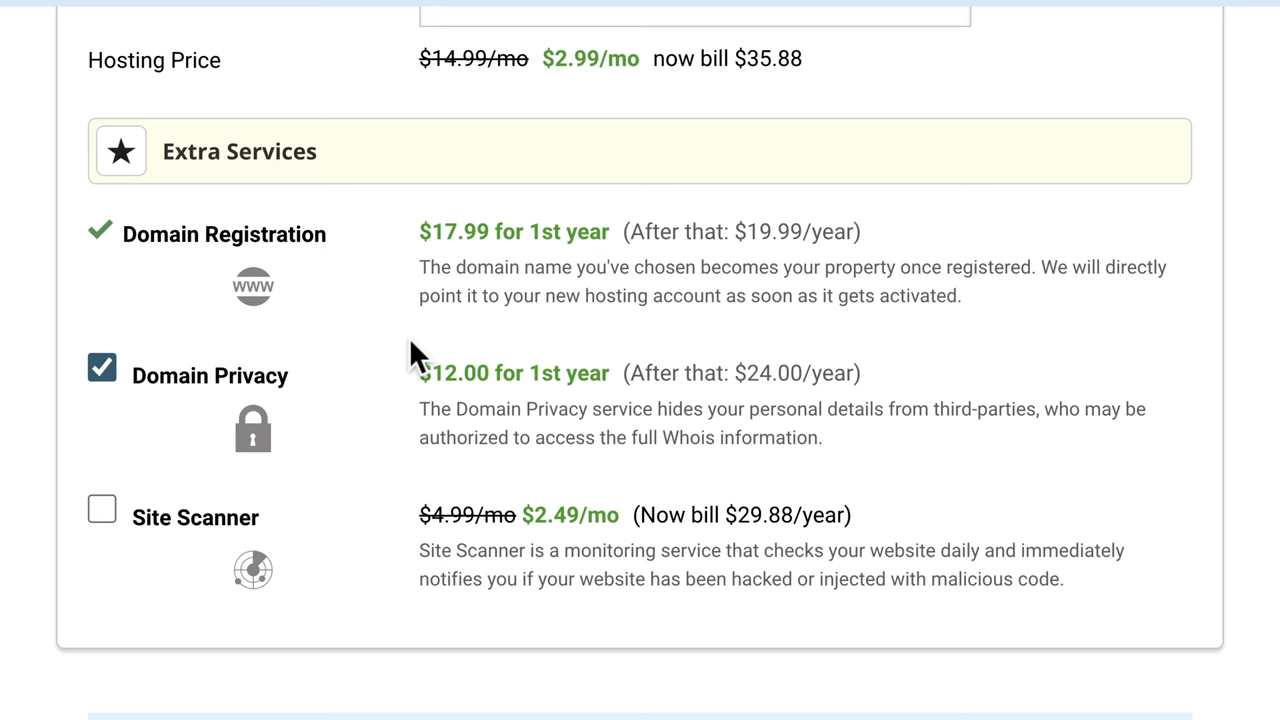 Hosting Price
$14.99/mo $2.99/mo now bill $35.88
Extra Services
Domain Registration
$17.99 for 1st year (After that: $19.99/year)
The domain name you've chosen becomes your property once registered. We will directly
point it to your new hosting account as soon as it gets activated.
www
Domain Privacy
$12.00 for 1st year (After that: $24.00/year)
The Domain Privacy service hides your personal details from third-parties, who may be
authorized to access the full Whois information.
Site Scanner
$4.99/mo $2.49/mo (Now bill $29.88/year)
Site Scanner is a monitoring service that checks your website daily and immediately
notifies you if your website has been hacked or injected with malicious code.